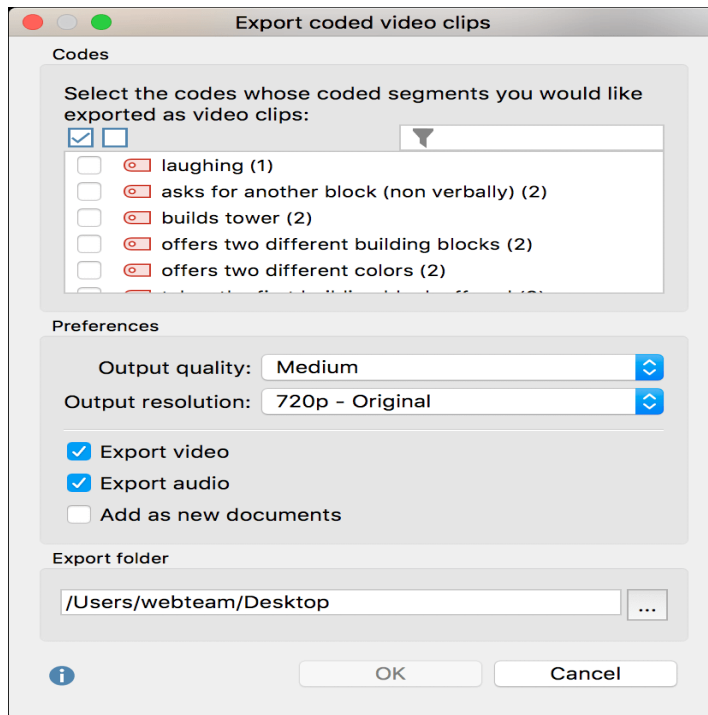 Export coded video clips
Codes
Select the codes whose coded segments you would like
exported as video clips:
laughing (1)
asks for another block (non verbally) (2)
builds tower (2)
offers two different building blocks (2)
offers two different colors (2)
Preferences
Output quality: Medium
Output resolution: 720p - Original
Export video
Export audio
Add as new documents
Export folder
/Users/webteam/Desktop
...
OK Cancel